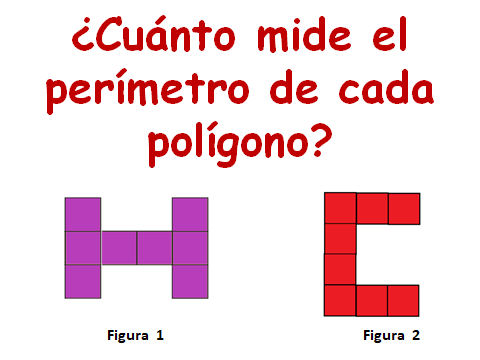 ¿Cuánto mide el
perímetro de cada
polígono?
Figura 1
Figura 2